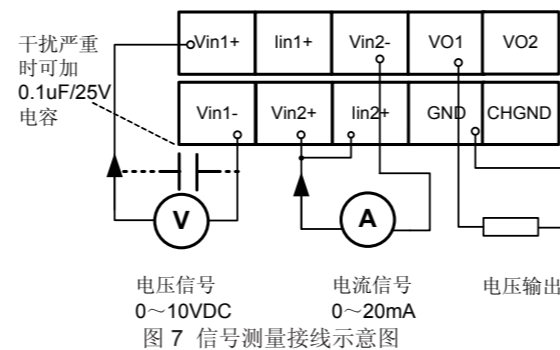 Vin1+ Iin1+ Vin2- VO1 VO2
Vin1- Vin2+ Iin2+ GND CHGND
干扰严重
时可加
0.1uF/25V
电容
V
A
电压信号
0～10VDC
电流信号
0～20mA
电压输出
图 7 信号测量接线示意图